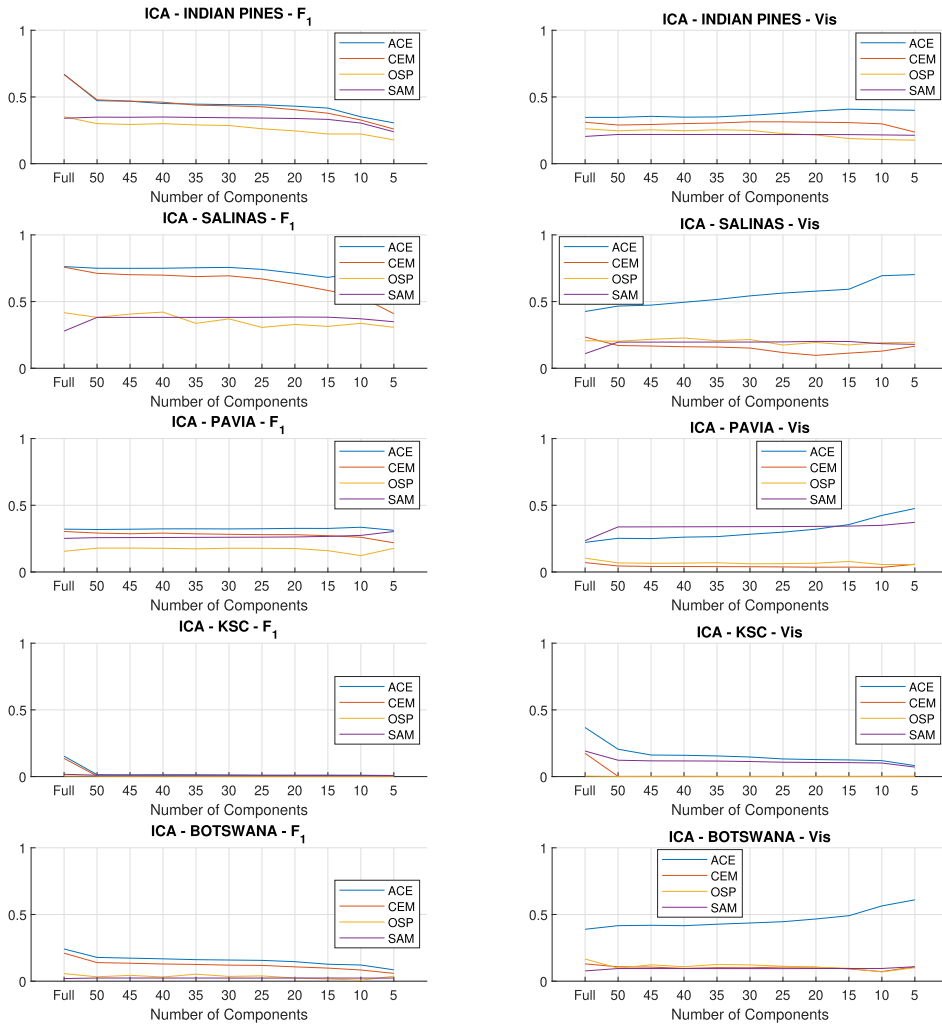 ICA - INDIAN PINES - F1
1
0.5
0
ACE
CEM
OSP
SAM
Full 50 45 40 35 30 25 20 15 10 5
Number of Components
ICA - INDIAN PINES - Vis
1
0.5
0
ACE
CEM
OSP
SAM
Full 50 45 40 35 30 25 20 15 10 5
Number of Components
ICA - SALINAS - F1
1
0.5
0
ACE
CEM
OSP
SAM
Full 50 45 40 35 30 25 20 15 10 5
Number of Components
ICA - SALINAS - Vis
1
0.5
0
ACE
CEM
OSP
SAM
Full 50 45 40 35 30 25 20 15 10 5
Number of Components
ICA - PAVIA - F1
1
0.5
0
ACE
CEM
OSP
SAM
Full 50 45 40 35 30 25 20 15 10 5
Number of Components
ICA - PAVIA - Vis
1
0.5
0
ACE
CEM
OSP
SAM
Full 50 45 40 35 30 25 20 15 10 5
Number of Components
ICA - KSC - F1
1
0.5
0
ACE
CEM
OSP
SAM
Full 50 45 40 35 30 25 20 15 10 5
Number of Components
ICA - KSC - Vis
1
0.5
0
ACE
CEM
OSP
SAM
Full 50 45 40 35 30 25 20 15 10 5
Number of Components
ICA - BOTSWANA - F1
1
0.5
0
ACE
CEM
OSP
SAM
Full 50 45 40 35 30 25 20 15 10 5
Number of Components
ICA - BOTSWANA - Vis
1
0.5
0
ACE
CEM
OSP
SAM
Full 50 45 40 35 30 25 20 15 10 5
Number of Components